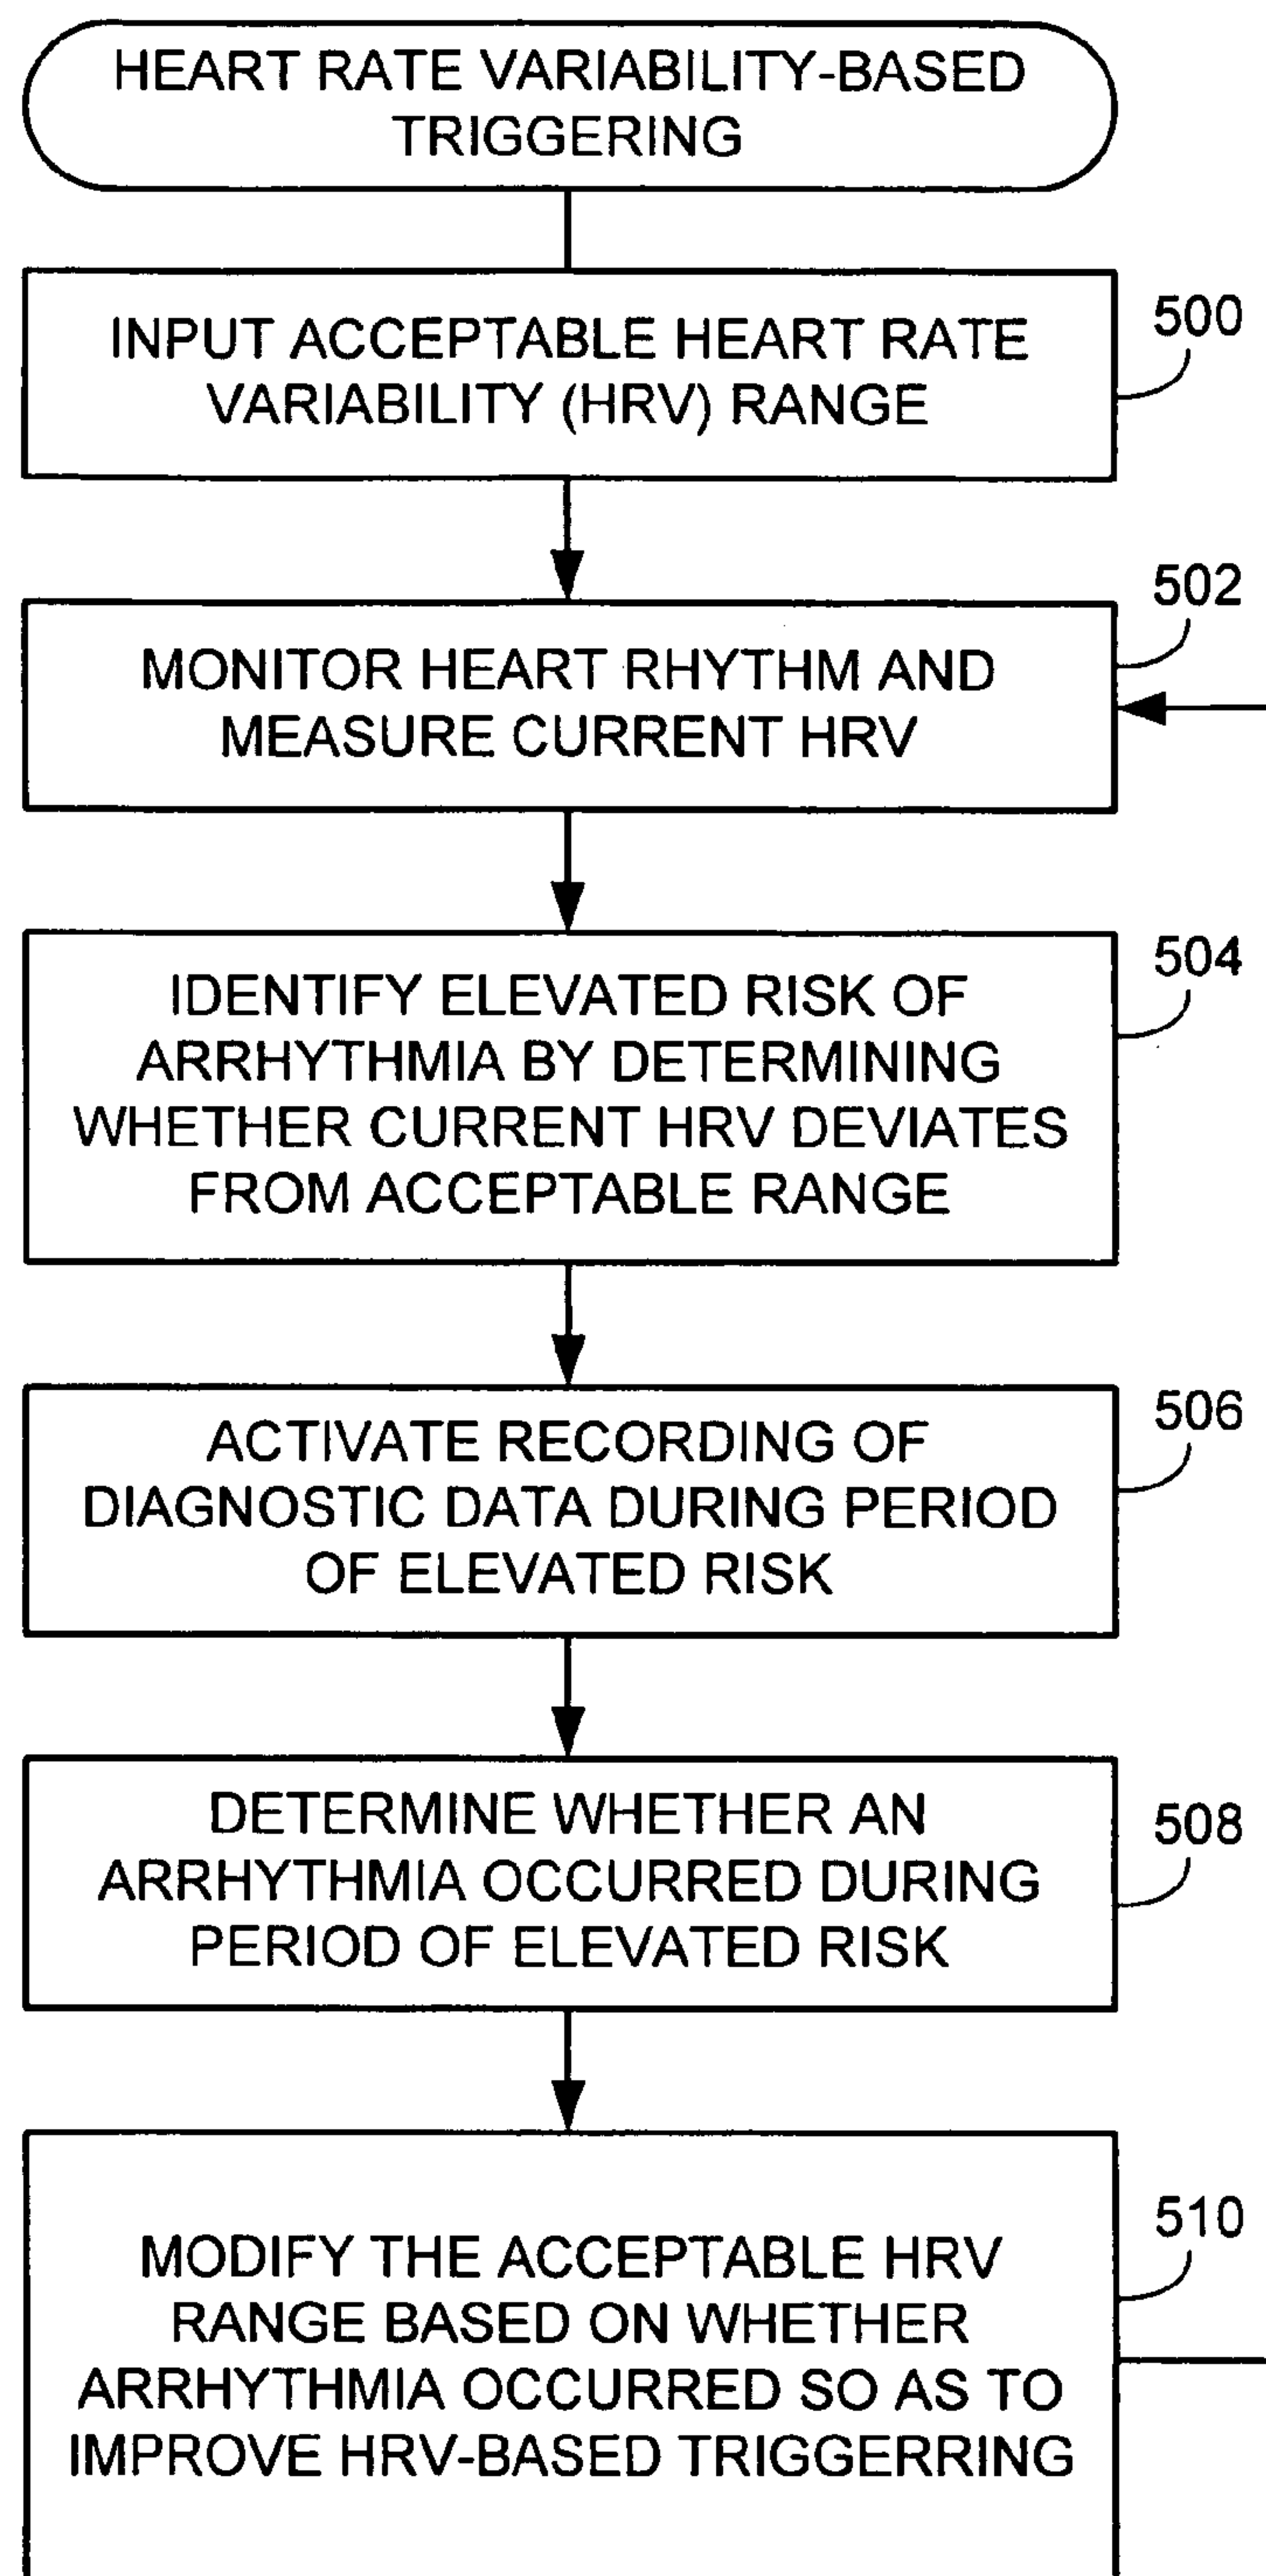 HEART RATE VARIABILITY-BASED
TRIGGERING
INPUT ACCEPTABLE HEART RATE
VARIABILITY (HRV) RANGE
500
MONITOR HEART RHYTHM AND
MEASURE CURRENT HRV
502
IDENTIFY ELEVATED RISK OF
ARRHYTHMIA BY DETERMINING
WHETHER CURRENT HRV DEVIATES
FROM ACCEPTABLE RANGE
504
ACTIVATE RECORDING OF
DIAGNOSTIC DATA DURING PERIOD
OF ELEVATED RISK
506
DETERMINE WHETHER AN
ARRHYTHMIA OCCURRED DURING
PERIOD OF ELEVATED RISK
508
MODIFY THE ACCEPTABLE HRV
RANGE BASED ON WHETHER
ARRHYTHMIA OCCURRED SO AS TO
IMPROVE HRV-BASED TRIGGERRING
510